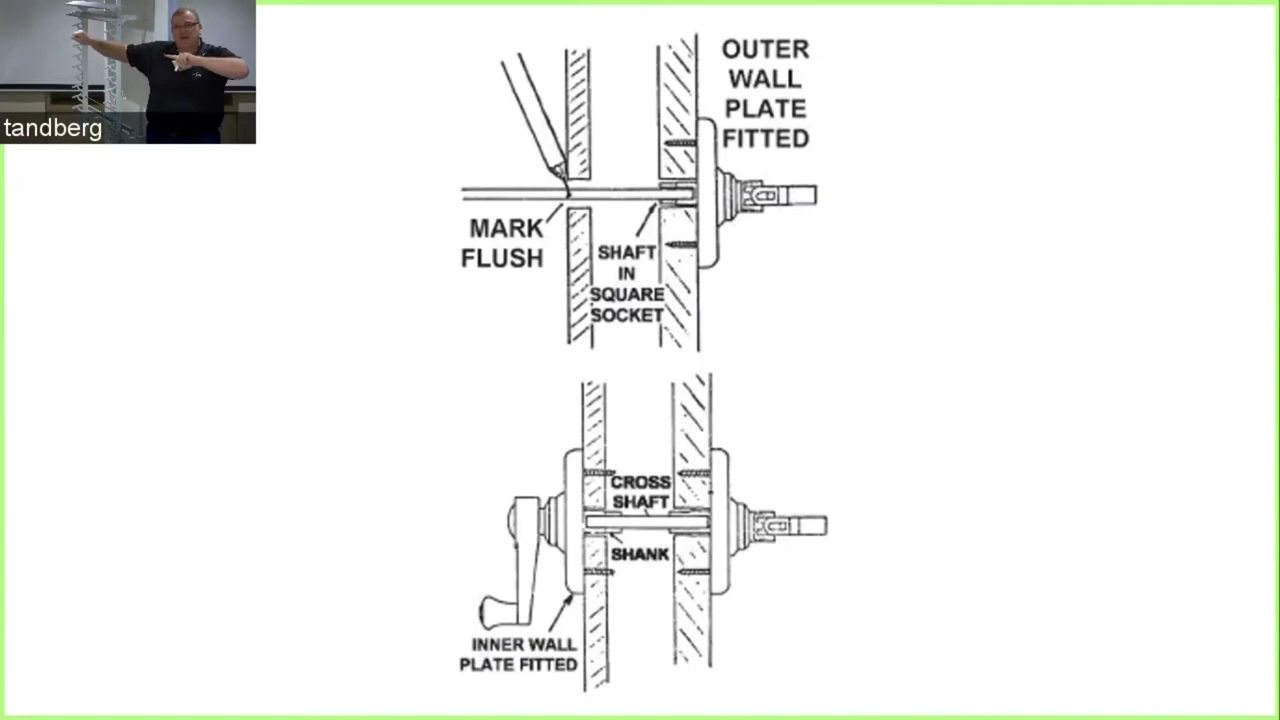 tandberg
OUTER
WALL
PLATE
FITTED
MARK
FLUSH
SHAFT
IN
SQUARE
SOCKET
CROSS
SHAFT
SHANK
INNER WALL
PLATE FITTED